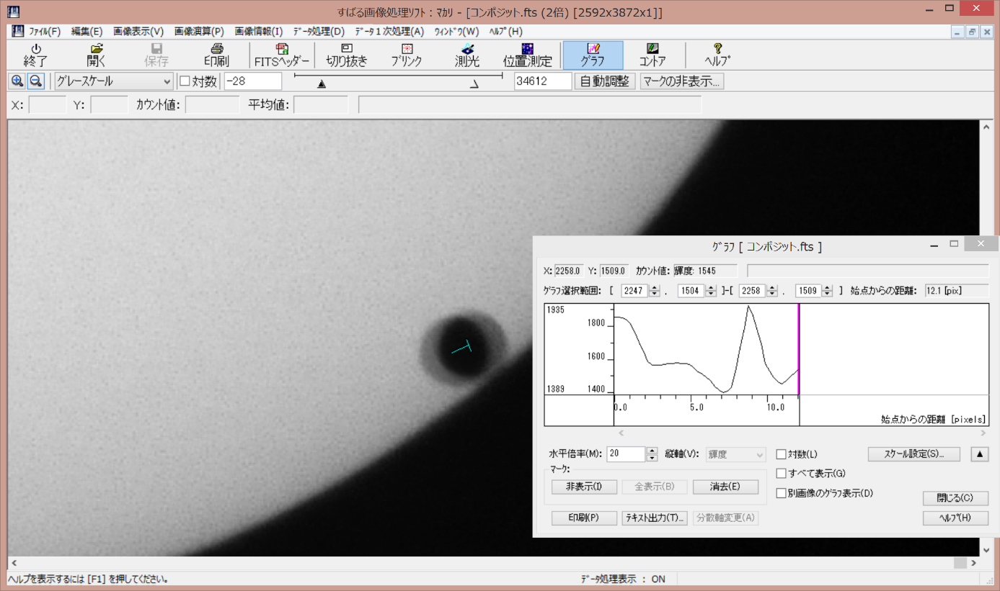 すばる画像処理ソフト：マカリ - [コンポジット.fts (2倍) [2592x3872x1]]
ファイル(F) 編集(E) 画像表示(V) 画像演算(P) 画像情報(I) データ処理(D) データ１次処理(A) ウィンドウ(W) ヘルプ(H)
終了 開く 保存 印刷 FITSヘッダー 切り抜き ブリンク 測光 位置測定 グラフ コントア ヘルプ
グレースケール 対数 -28 34612 自動調整 マークの非表示...
X: Y: カウント値: 平均値:
グラフ [ コンポジット.fts ]
X: 2258.0 Y: 1509.0 カウント値: 輝度: 1545
グラフ選択範囲: [ 2247 . 1504 ]-[ 2258 . 1509 ] 始点からの距離: 12.1 [pix]
1935
1800
1600
1389 1400
0.0 5.0 10.0
始点からの距離 [pixels]
水平倍率(M): 20 縦軸(V): 輝度 対数(L) スケール設定(S)... ▲
マーク: すべて表示(G)
非表示(I) 全表示(B) 消去(E) 別画像のグラフ表示(D)
閉じる(C)
印刷(P) テキスト出力(T)... 分散軸変更(A) ヘルプ(H)
ヘルプを表示するには [F1] を押してください。 データ処理表示 ： ON